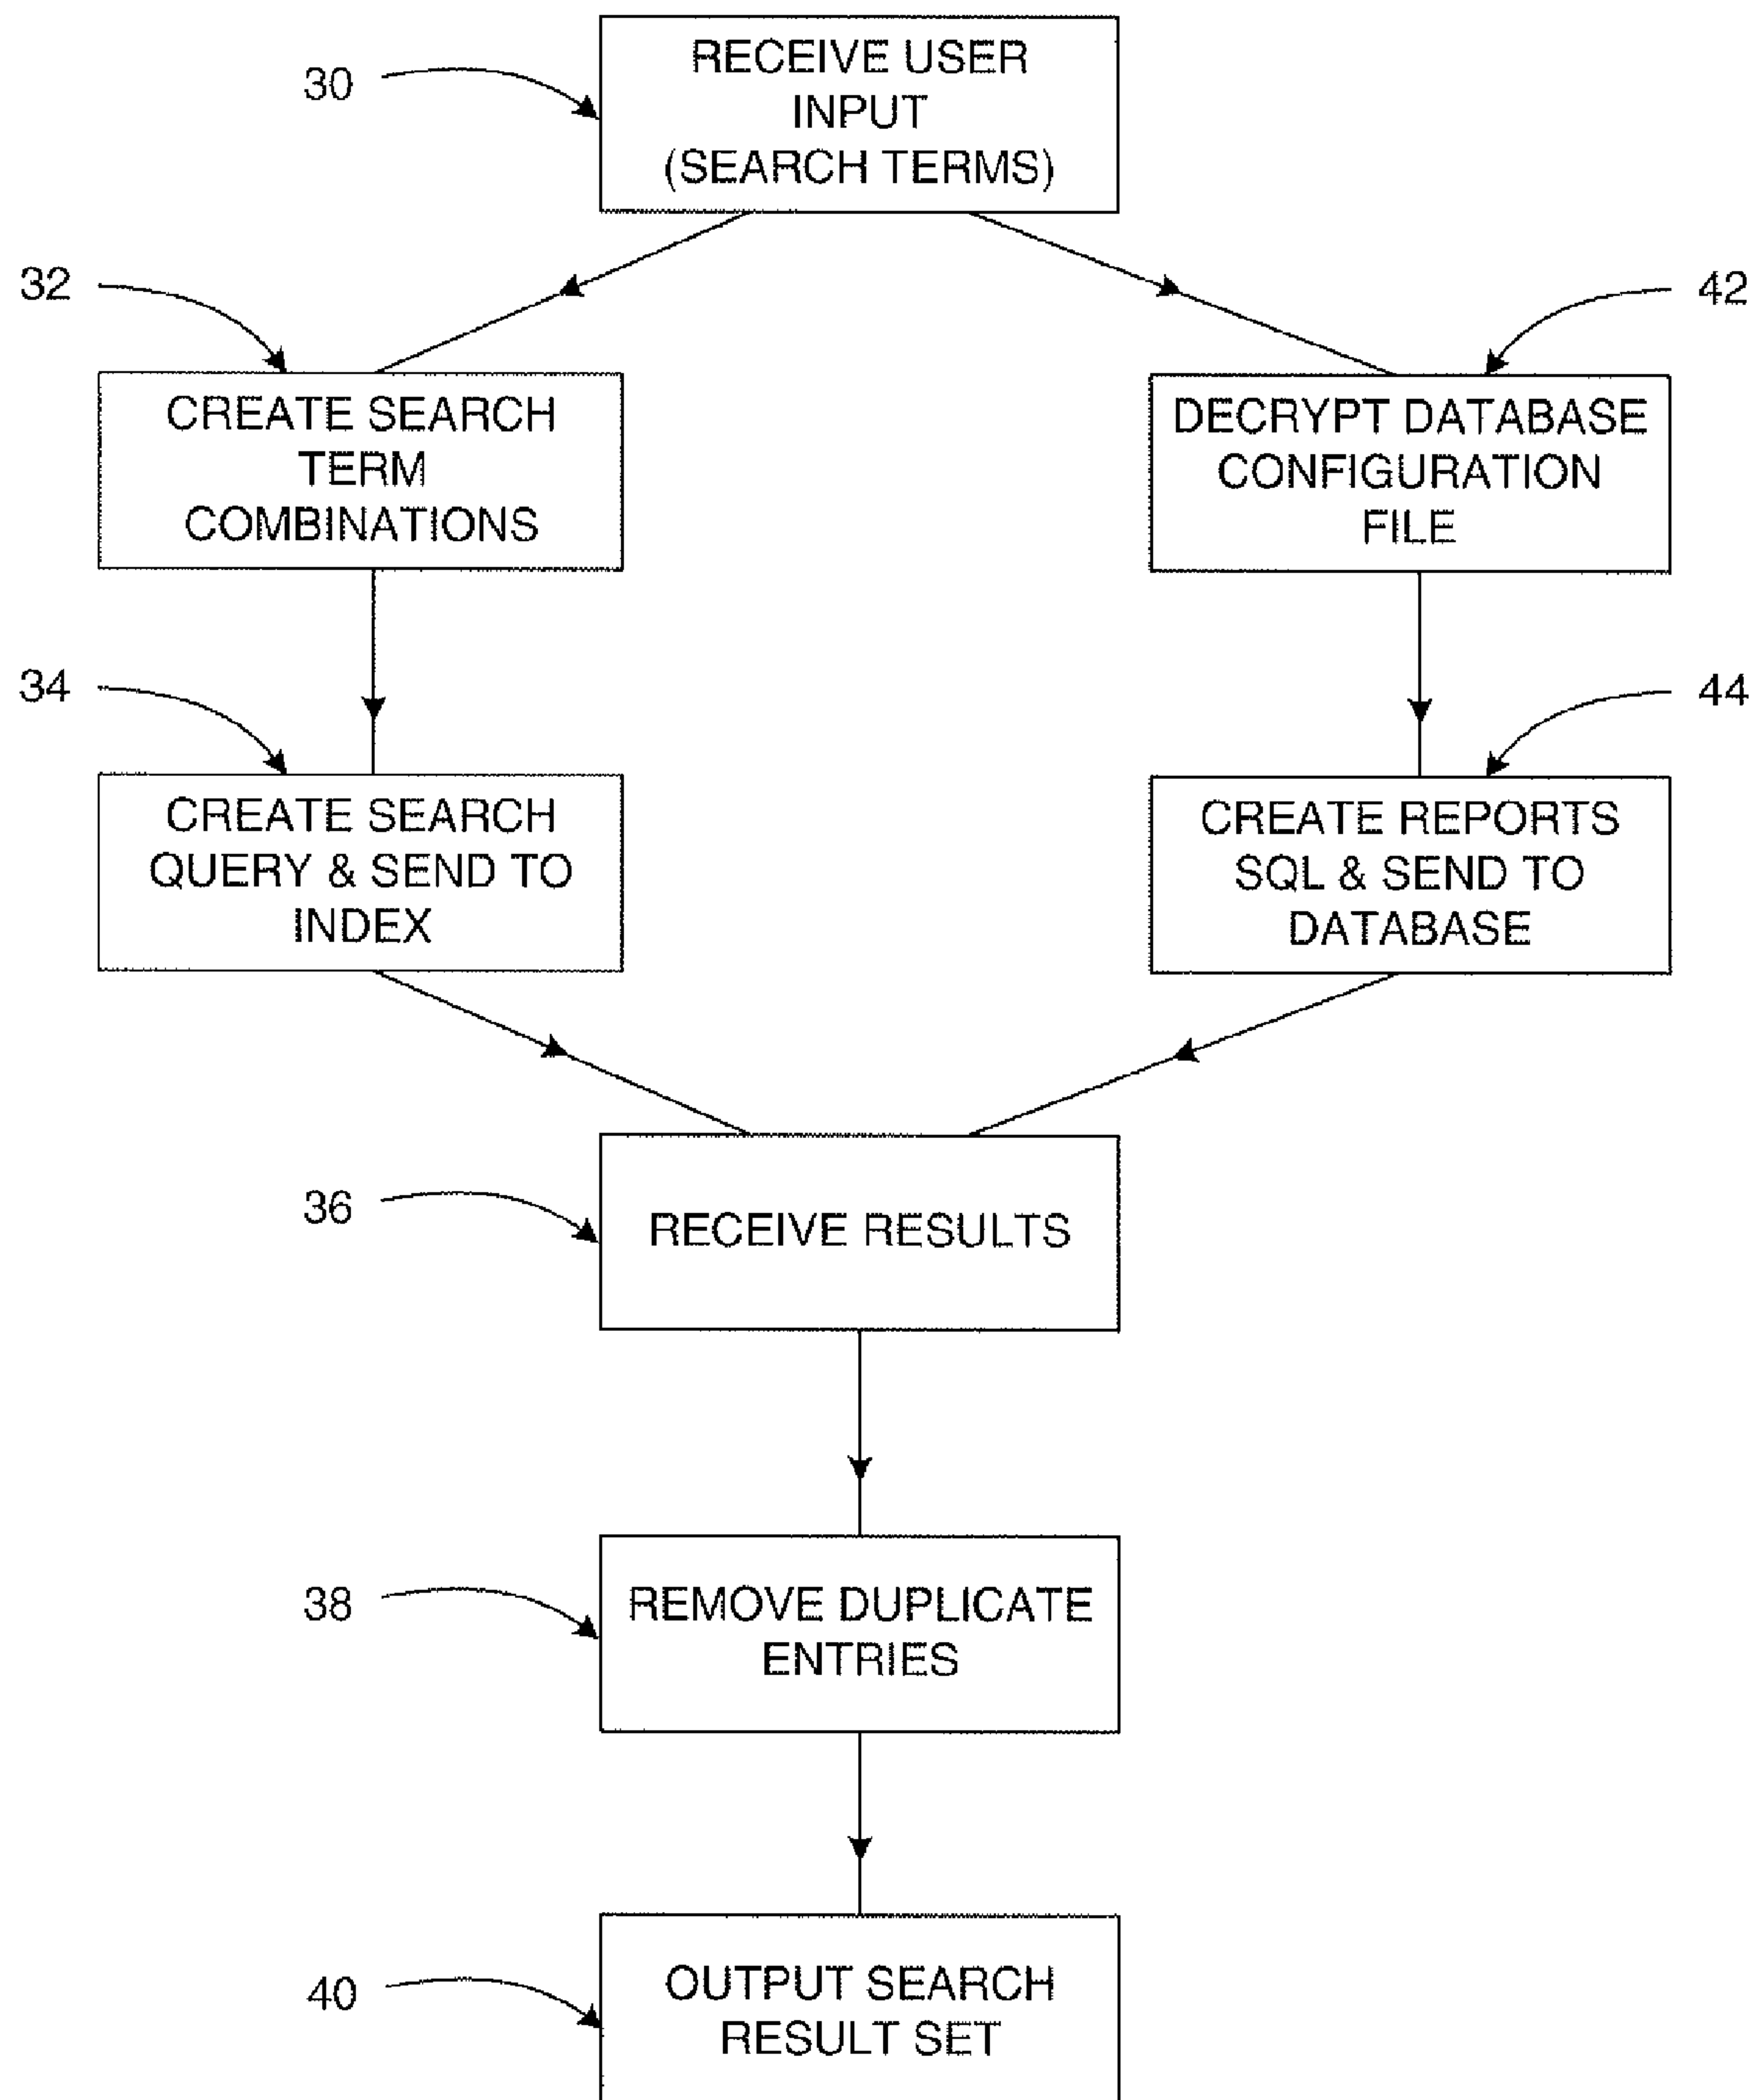 30
RECEIVE USER
INPUT
(SEARCH TERMS)
32
CREATE SEARCH
TERM
COMBINATIONS
42
DECRYPT DATABASE
CONFIGURATION
FILE
34
CREATE SEARCH
QUERY & SEND TO
INDEX
44
CREATE REPORTS
SQL & SEND TO
DATABASE
36
RECEIVE RESULTS
38
REMOVE DUPLICATE
ENTRIES
40
OUTPUT SEARCH
RESULT SET